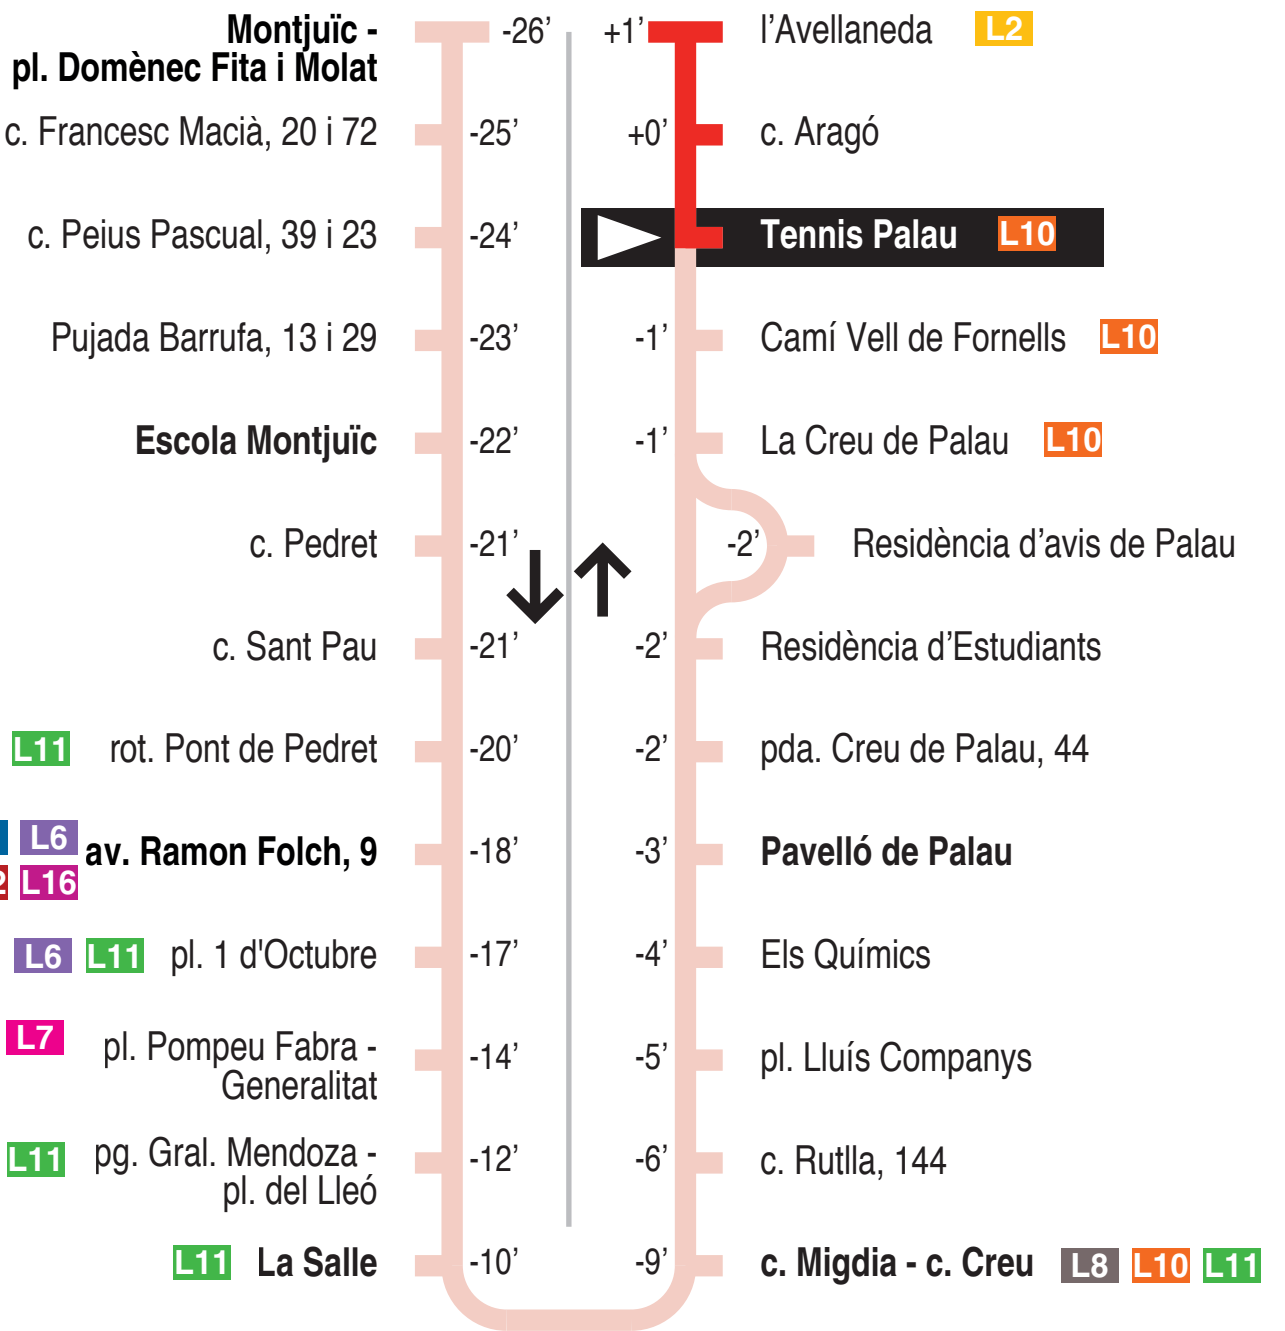 Montjuïc -
pl. Domènec Fita i Molat
-26’
c. Francesc Macià, 20 i 72
-25’
c. Peius Pascual, 39 i 23
-24’
Pujada Barrufa, 13 i 29
-23’
Escola Montjuïc
-22’
c. Pedret
-21’
c. Sant Pau
-21’
L11 rot. Pont de Pedret
-20’
L6
L16
av. Ramon Folch, 9
-18’
L6 L11 pl. 1 d'Octubre
-17’
L7
pl. Pompeu Fabra -
Generalitat
-14’
L11
pg. Gral. Mendoza -
pl. del Lleó
-12’
L11 La Salle
-10’
+1’ l’Avellaneda L2
+0’ c. Aragó
Tennis Palau L10
-1’ Camí Vell de Fornells L10
-1’ La Creu de Palau L10
-2’ Residència d’avis de Palau
-2’ Residència d’Estudiants
-2’ pda. Creu de Palau, 44
-3’ Pavelló de Palau
-4’ Els Químics
-5’ pl. Lluís Companys
-6’ c. Rutlla, 144
-9’ c. Migdia - c. Creu L8 L10 L11